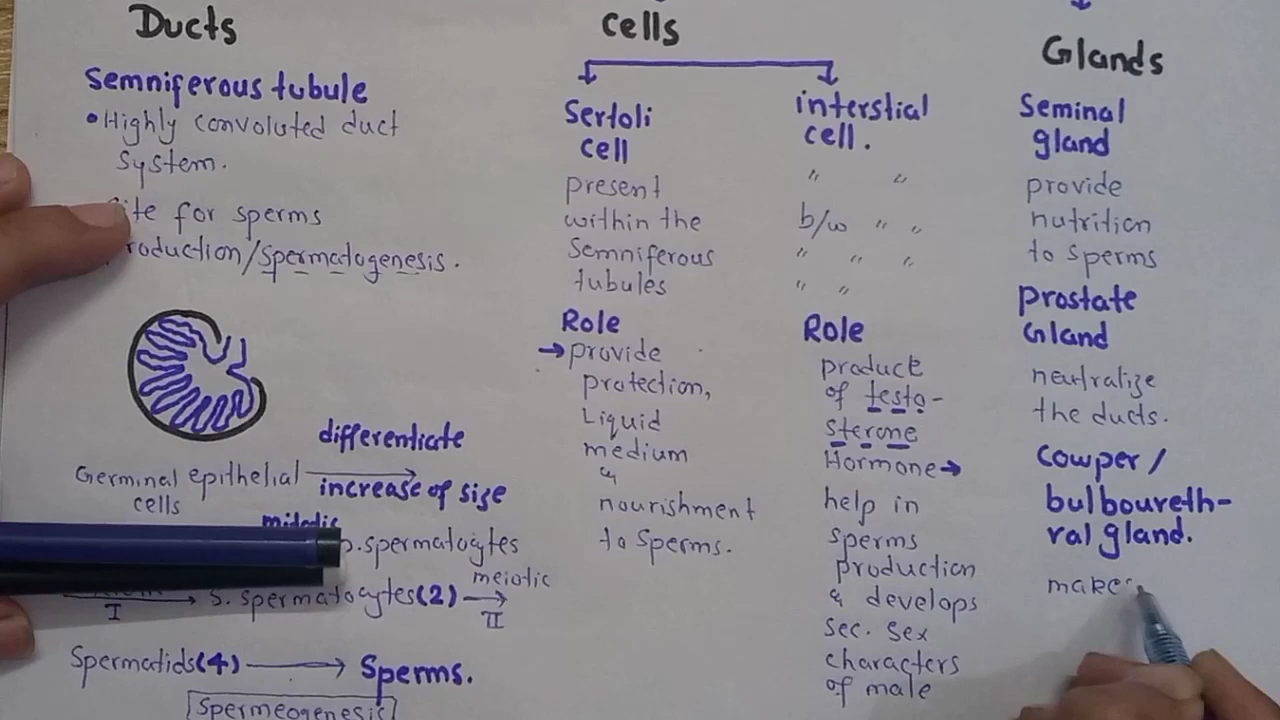 Ducts
Semniferous tubule
•Highly convoluted duct
system.
for sperms
production/spermatogenesis.
differentiate
Germinal epithelial
increase of size
cells
mitotic
p.spermatocytes
I
S. spermatocytes(2)
meiotic
II
Spermatids(4)
Sperms.
Spermeogenesis
cells
Sertoli
cell
present
within the
Semniferous
tubules
Role
→provide
protection,
Liquid
medium
&
nourishment
to Sperms.
interstial
cell.
" "
b/w " "
" " "
" "
Role
product
of testo-
sterone
Hormone→
help in
sperms
production
& develops
sec. sex
characters
of male
Glands
Seminal
gland
provide
nutrition
to sperms
prostate
Gland
neutralize
the ducts.
cowper/
bulboureth-
ral gland.
makes